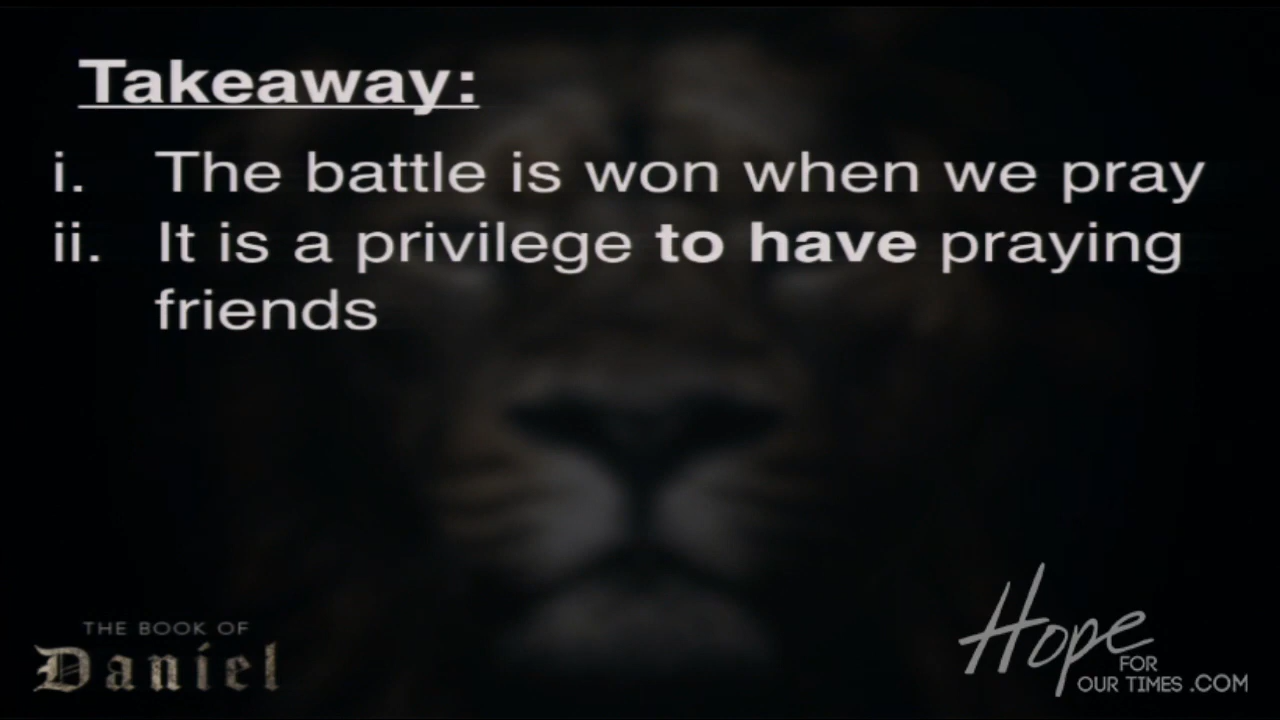 Takeaway:
i. The battle is won when we pray
ii. It is a privilege to have praying
friends
THE BOOK OF
Daniel
Hope
FOR
OUR TIMES .COM